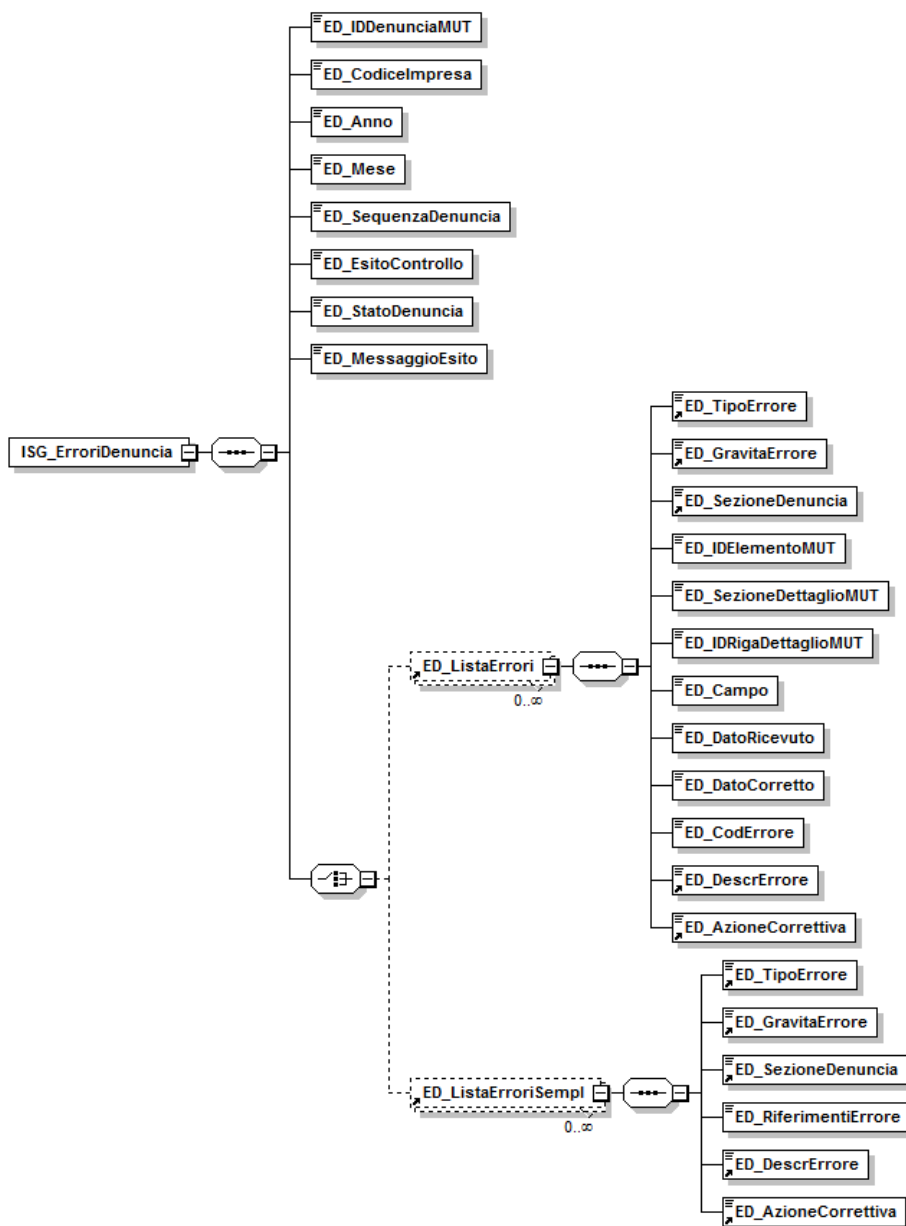 ED_IDDenunciaMUT
ED_CodiceImpresa
ED_Anno
ED_Mese
ED_SequenzaDenuncia
ED_EsitoControllo
ED_StatoDenuncia
ED_MessaggioEsito
ISG_ErroriDenuncia
ED_ListaErrori
0..∞
ED_TipoErrore
ED_GravitaErrore
ED_SezioneDenuncia
ED_IDElementoMUT
ED_SezioneDettaglioMUT
ED_IDRigaDettaglioMUT
ED_Campo
ED_DatoRicevuto
ED_DatoCorretto
ED_CodErrore
ED_DescrErrore
ED_AzioneCorrettiva
ED_ListaErroriSempl
0..∞
ED_TipoErrore
ED_GravitaErrore
ED_SezioneDenuncia
ED_RiferimentiErrore
ED_DescrErrore
ED_AzioneCorrettiva